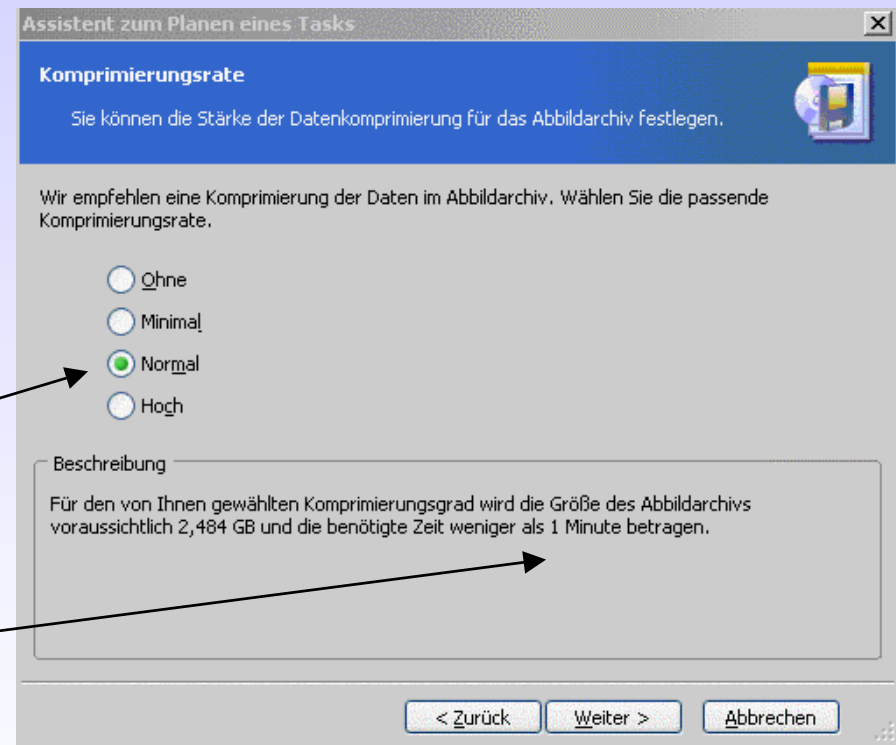 Assistent zum Planen eines Tasks
Komprimierungsrate
Sie können die Stärke der Datenkomprimierung für das Abbildarchiv festlegen.
Wir empfehlen eine Komprimierung der Daten im Abbildarchiv. Wählen Sie die passende
Komprimierungsrate.
Ohne
Minimal
Normal
Hoch
Beschreibung
Für den von Ihnen gewählten Komprimierungsgrad wird die Größe des Abbildarchivs
voraussichtlich 2,484 GB und die benötigte Zeit weniger als 1 Minute betragen.
< Zurück Weiter > Abbrechen